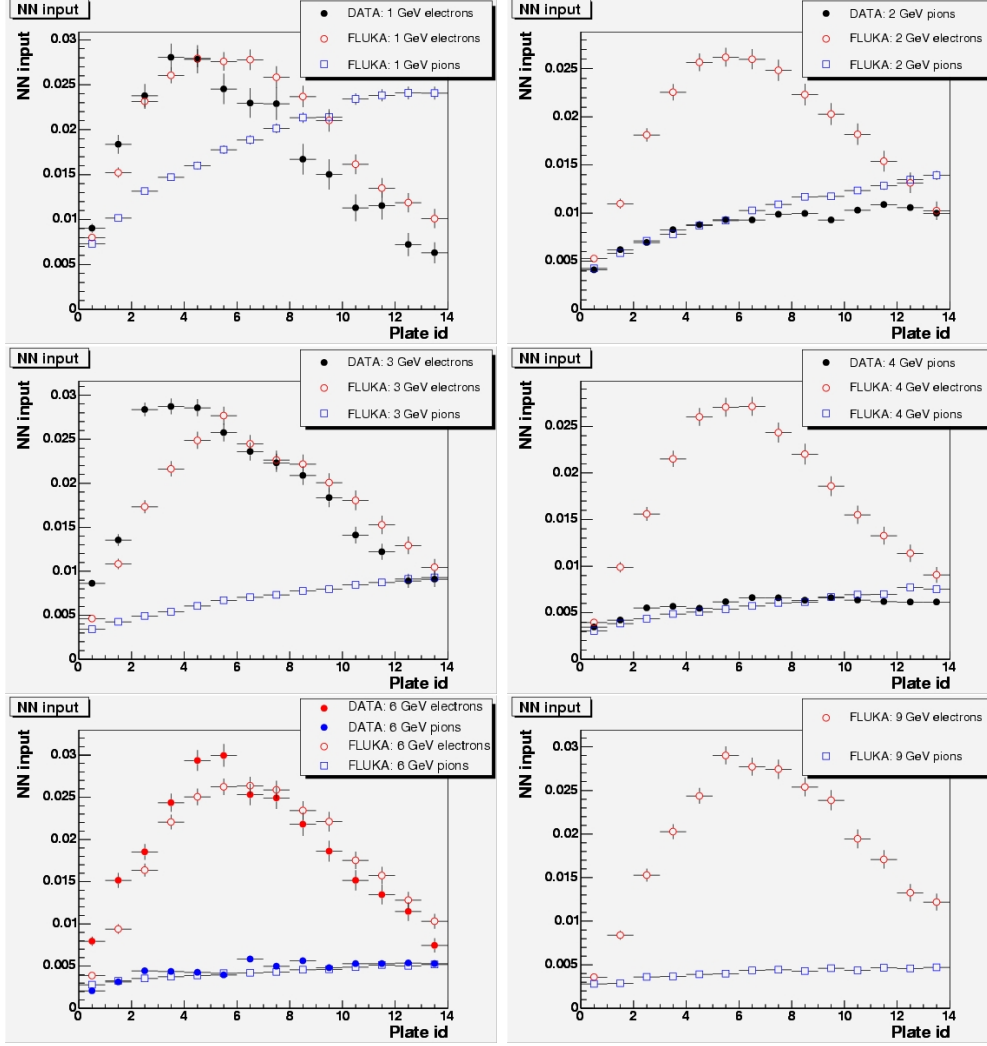 NN input
NN input
DATA: 1 GeV electrons
FLUKA: 1 GeV electrons
FLUKA: 1 GeV pions
0.03
0.025
0.02
0.015
0.01
0.005
0
0 2 4 6 8 10 12 14
Plate id
NN input
NN input
DATA: 2 GeV pions
FLUKA: 2 GeV electrons
FLUKA: 2 GeV pions
0.025
0.02
0.015
0.01
0.005
0
0 2 4 6 8 10 12 14
Plate id
NN input
NN input
DATA: 3 GeV electrons
FLUKA: 3 GeV electrons
FLUKA: 3 GeV pions
0.03
0.025
0.02
0.015
0.01
0.005
0
0 2 4 6 8 10 12 14
Plate id
NN input
NN input
DATA: 4 GeV pions
FLUKA: 4 GeV electrons
FLUKA: 4 GeV pions
0.025
0.02
0.015
0.01
0.005
0
0 2 4 6 8 10 12 14
Plate id
NN input
NN input
DATA: 6 GeV electrons
DATA: 6 GeV pions
FLUKA: 6 GeV electrons
FLUKA: 6 GeV pions
0.03
0.025
0.02
0.015
0.01
0.005
0
0 2 4 6 8 10 12 14
Plate id
NN input
NN input
FLUKA: 9 GeV electrons
FLUKA: 9 GeV pions
0.03
0.025
0.02
0.015
0.01
0.005
0
0 2 4 6 8 10 12 14
Plate id